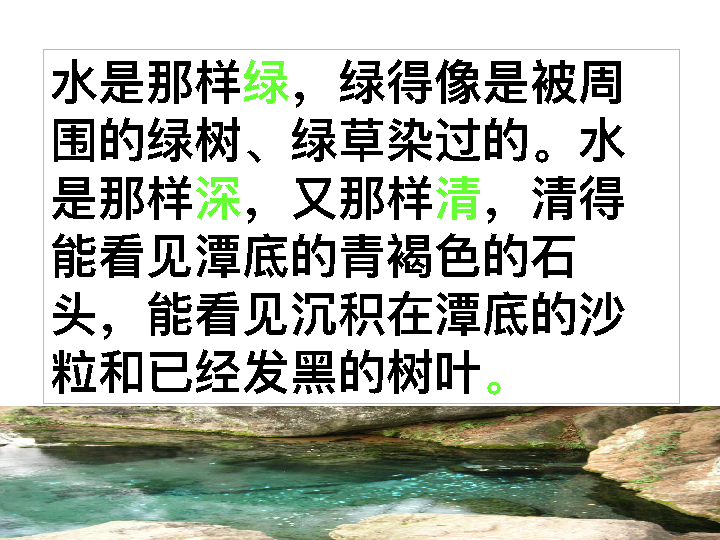 水是那样绿，绿得像是被周
围的绿树、绿草染过的。水
是那样深，又那样清，清得
能看见潭底的青褐色的石
头，能看见沉积在潭底的沙
粒和已经发黑的树叶。